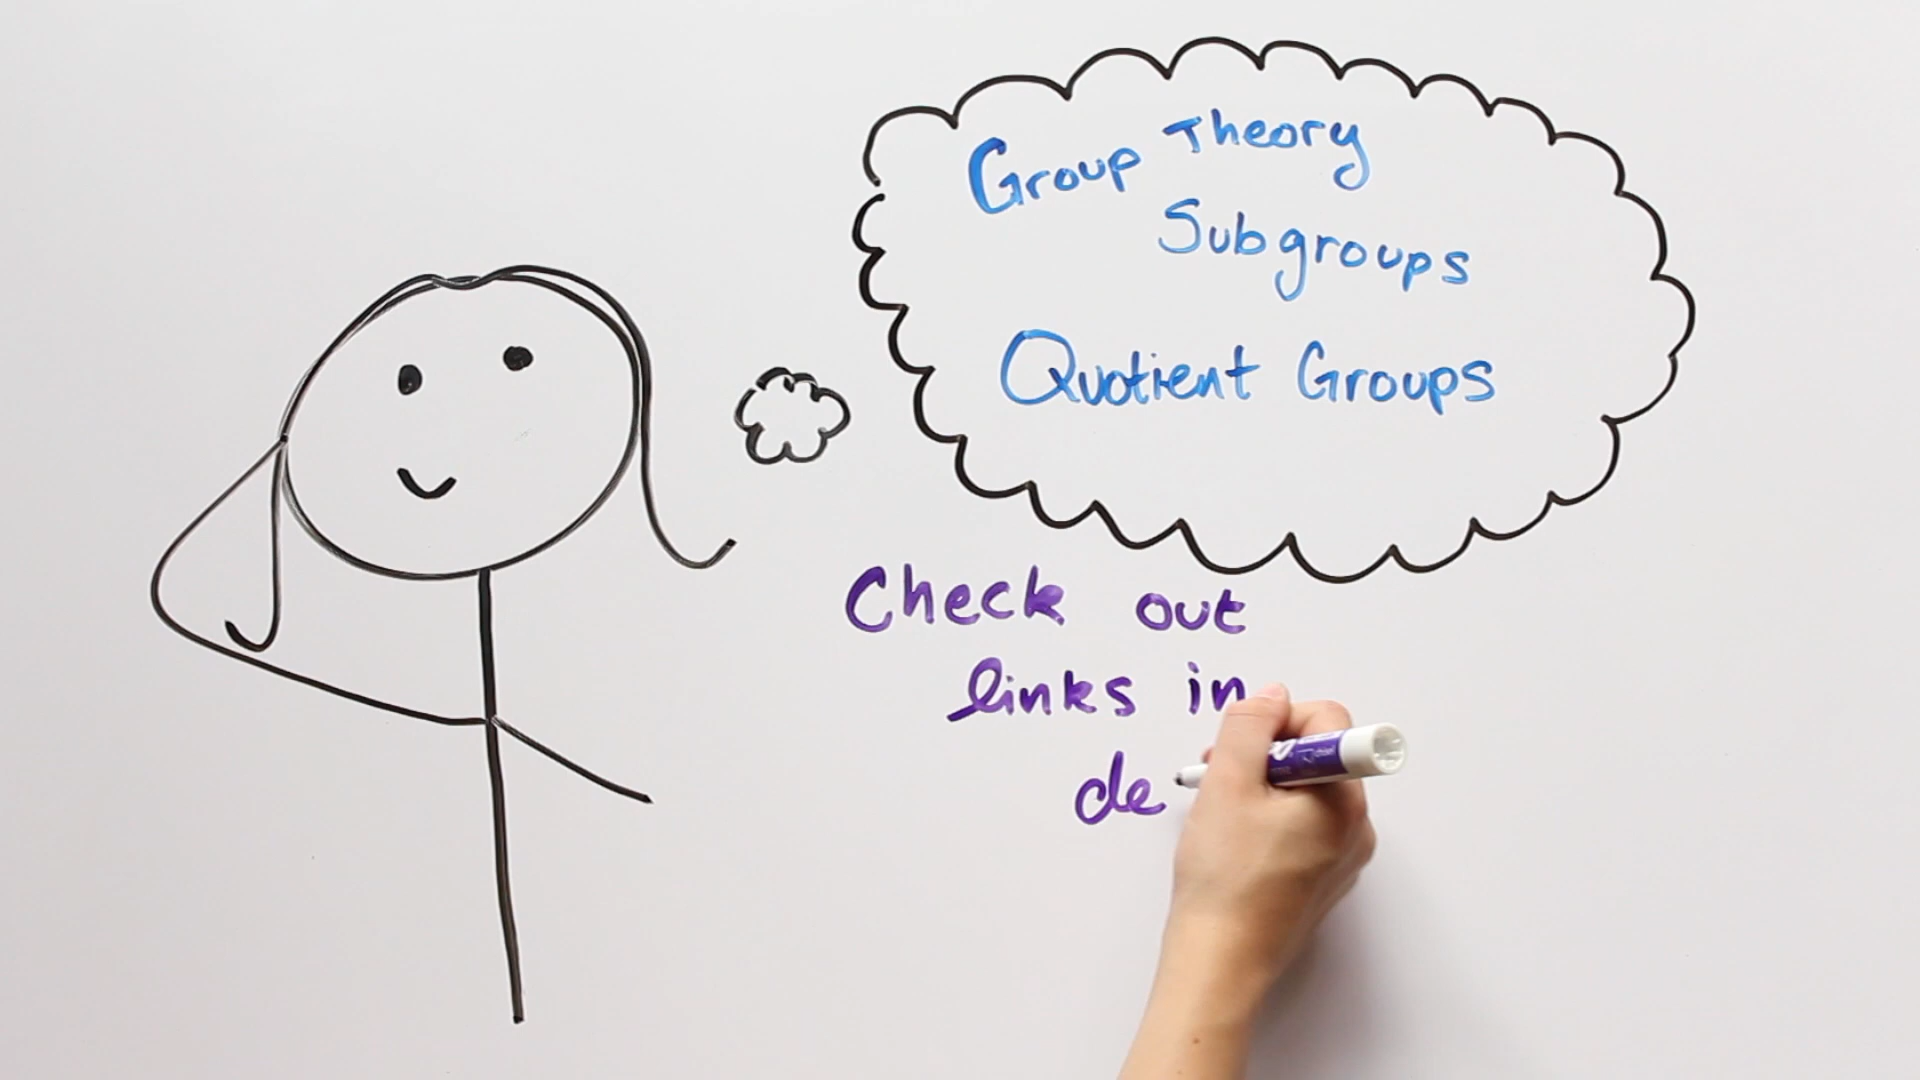 Group Theory
Subgroups
Quotient Groups
Check out
links in
de